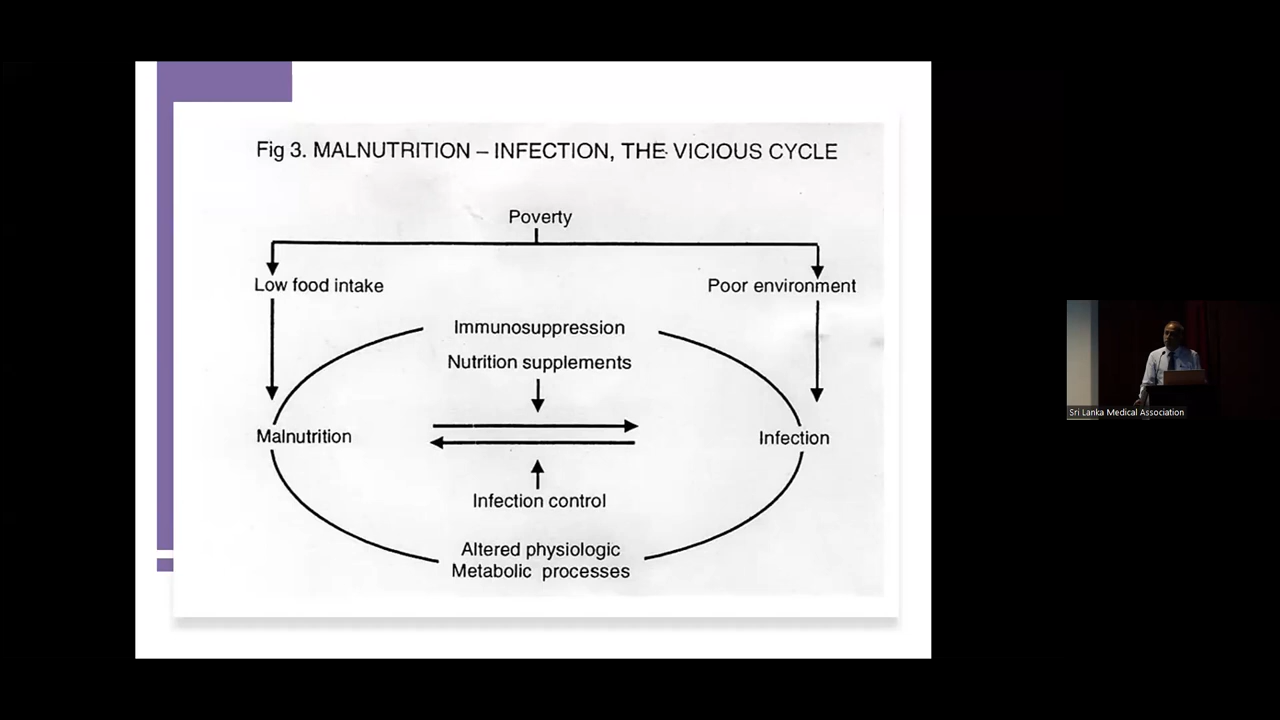 Fig 3. MALNUTRITION – INFECTION, THE VICIOUS CYCLE
Poverty
Low food intake
Poor environment
Immunosuppression
Nutrition supplements
Malnutrition
Infection
Infection control
Altered physiologic
Metabolic processes
Sri Lanka Medical Association